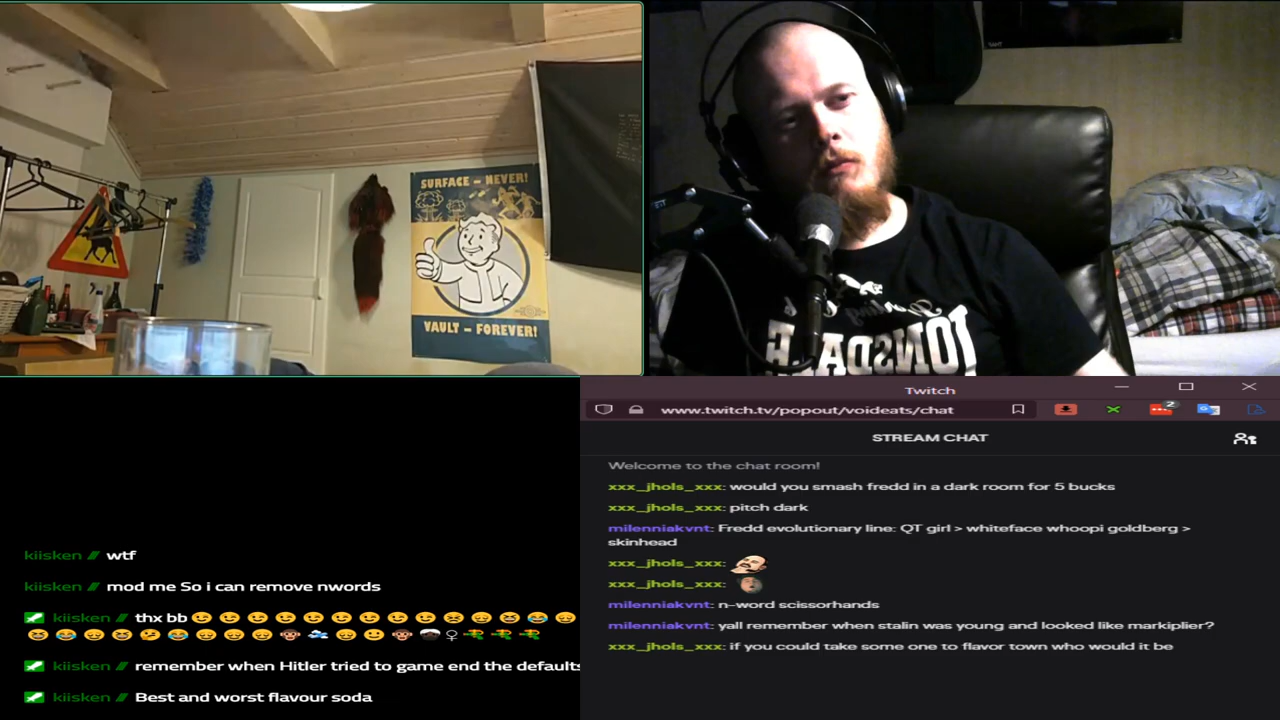 SURFACE – NEVER!
VAULT – FOREVER!
LONSDALE
Twitch
www.twitch.tv/popout/voideats/chat
2
STREAM CHAT
Welcome to the chat room!
xxx_jhols_xxx: would you smash fredd in a dark room for 5 bucks
xxx_jhols_xxx: pitch dark
milenniakvnt: Fredd evolutionary line: QT girl > whiteface whoopi goldberg >
skinhead
xxx_jhols_xxx:
xxx_jhols_xxx:
milenniakvnt: n-word scissorhands
milenniakvnt: yall remember when stalin was young and looked like markiplier?
xxx_jhols_xxx: if you could take some one to flavor town who would it be
kiisken // wtf
kiisken // mod me So i can remove nwords
kiisken // thx bb
kiisken // remember when Hitler tried to game end the defaults
kiisken // Best and worst flavour soda